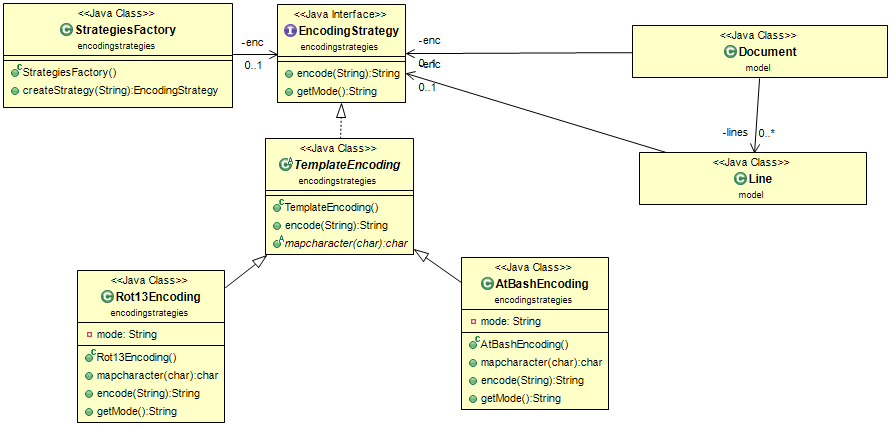 <<Java Class>>
StrategiesFactory
encodingstrategies
StrategiesFactory()
createStrategy(String):EncodingStrategy
-enc
0..1
<<Java Interface>>
EncodingStrategy
encodingstrategies
encode(String):String
getMode():String
-enc
0..1
-enc
0..1
<<Java Class>>
Document
model
-lines
0..*
<<Java Class>>
Line
model
<<Java Class>>
TemplateEncoding
encodingstrategies
TemplateEncoding()
encode(String):String
mapcharacter(char):char
<<Java Class>>
Rot13Encoding
encodingstrategies
mode: String
Rot13Encoding()
mapcharacter(char):char
encode(String):String
getMode():String
<<Java Class>>
AtBashEncoding
encodingstrategies
mode: String
AtBashEncoding()
mapcharacter(char):char
encode(String):String
getMode():String